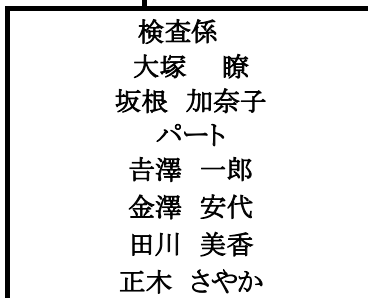 検査係
大塚　瞭
坂根　加奈子
パート
吉澤　一郎
金澤　安代
田川　美香
正木　さやか